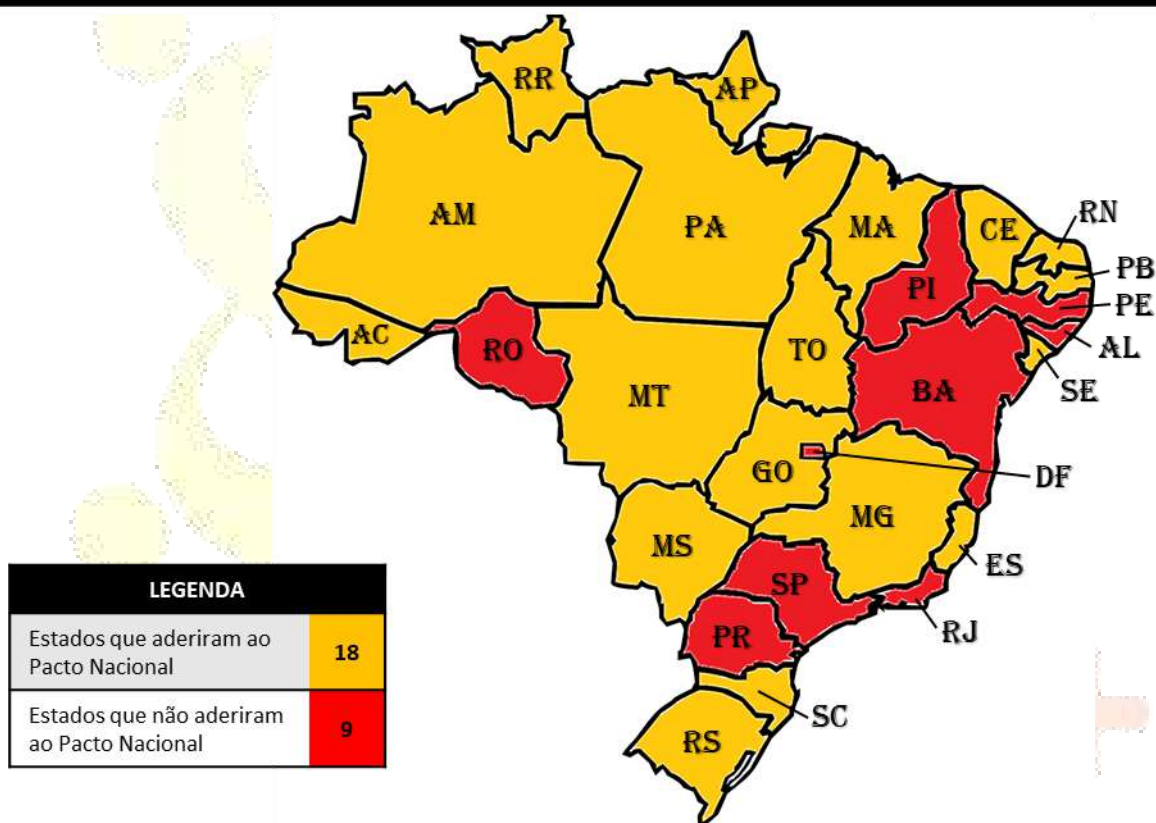 RR
AP
AM
PA
MA
CE
RN
PB
PE
AL
SE
PI
AC
RO
TO
BA
MT
GO
DF
MG
MS
ES
SP
RJ
PR
SC
RS
LEGENDA
Estados que aderiram ao
Pacto Nacional
18
Estados que não aderiram
ao Pacto Nacional
9